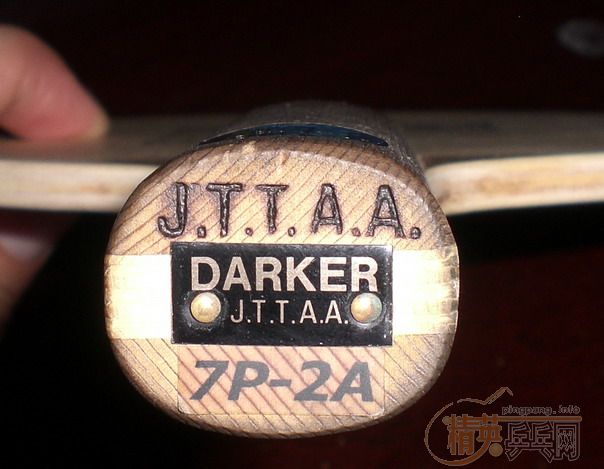 J.T.T.A.A.
DARKER
J.T.T.A.A.
7P-2A
pingpang.info
精英乒乓网